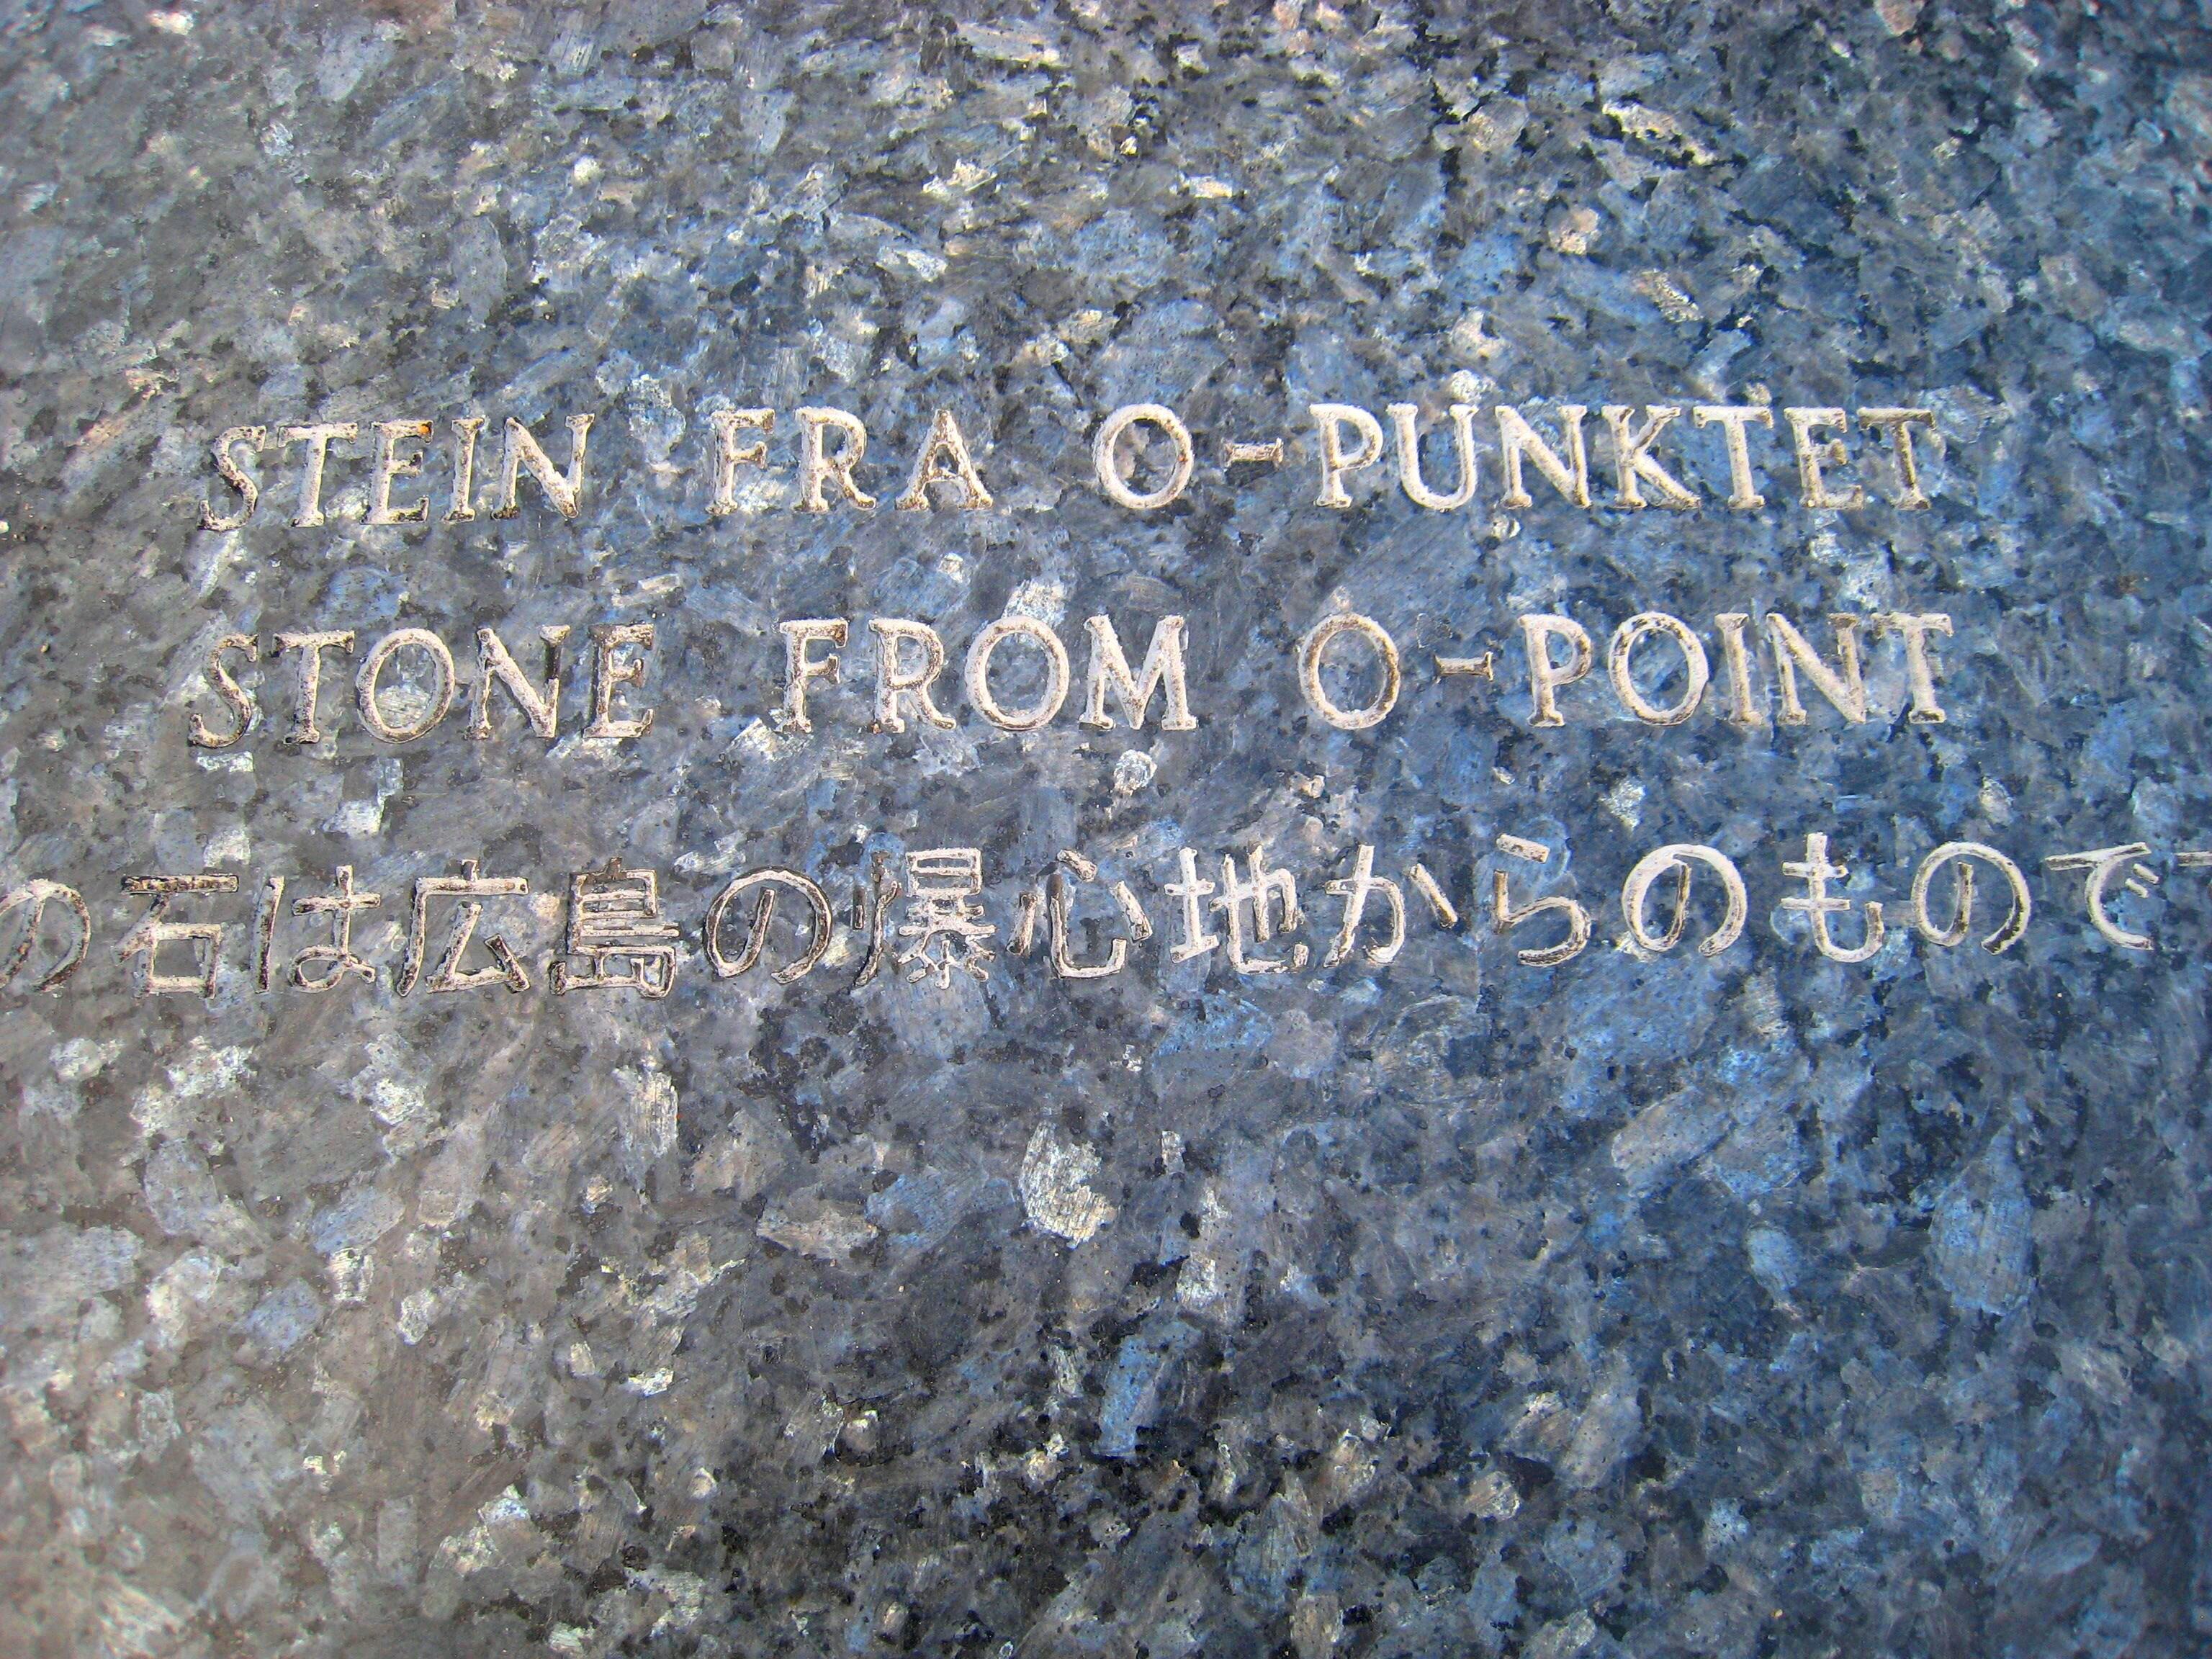 STEIN FRA O-PUNKTET
STONE FROM O-POINT
の石は広島の爆心地からのもので